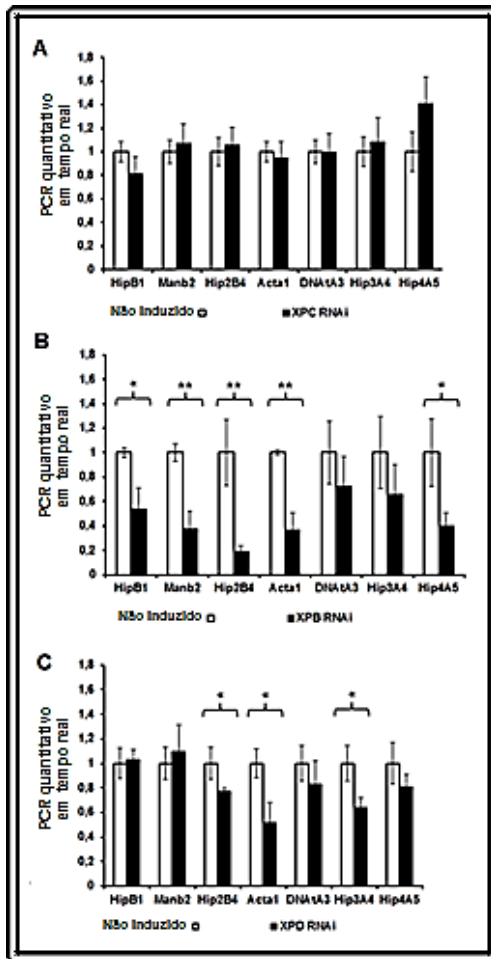 A
PCR quantitativo
em tempo real
1,8
1,6
1,4
1,2
1
0,8
0,6
0,4
0,2
0
HipB1 Manb2 Hip2B4 Acta1 DNAtA3 Hip3A4 Hip4A5
Não Induzido XPC RNAi
B
PCR quantitativo
em tempo real
1,8
1,6
1,4
1,2
1
0,8
0,6
0,4
0,2
0
* ** ** ** *
HipB1 Manb2 Hip2B4 Acta1 DNAtA3 Hip3A4 Hip4A5
Não Induzido XPB RNAi
C
PCR quantitativo
em tempo real
1,8
1,6
1,4
1,2
1
0,8
0,6
0,4
0,2
0
* * *
HipB1 Manb2 Hip2B4 Acta1 DNAtA3 Hip3A4 Hip4A5
Não Induzido XPD RNAi